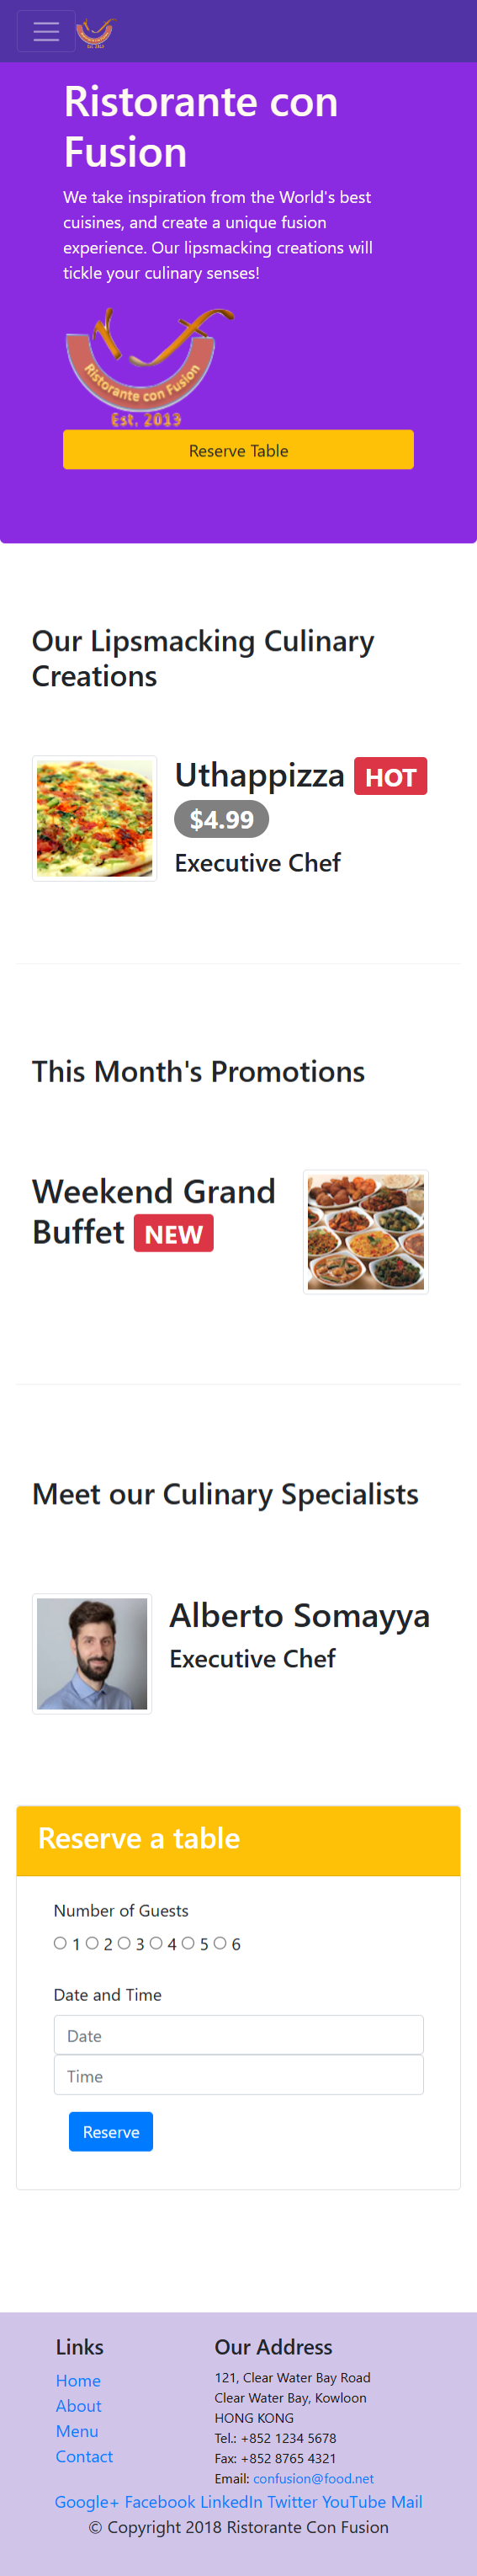 Ristorante con
Fusion
We take inspiration from the World's best
cuisines, and create a unique fusion
experience. Our lipsmacking creations will
tickle your culinary senses!
Ristorante con Fusion
Est. 2013
Reserve Table
Our Lipsmacking Culinary
Creations
Uthappizza HOT
$4.99
Executive Chef
This Month's Promotions
Weekend Grand
Buffet NEW
Meet our Culinary Specialists
Alberto Somayya
Executive Chef
Reserve a table
Number of Guests
1 2 3 4 5 6
Date and Time
Date
Time
Reserve
Links
Home
About
Menu
Contact
Our Address
121, Clear Water Bay Road
Clear Water Bay, Kowloon
HONG KONG
Tel.: +852 1234 5678
Fax: +852 8765 4321
Email: confusion@food.net
Google+ Facebook LinkedIn Twitter YouTube Mail
© Copyright 2018 Ristorante Con Fusion